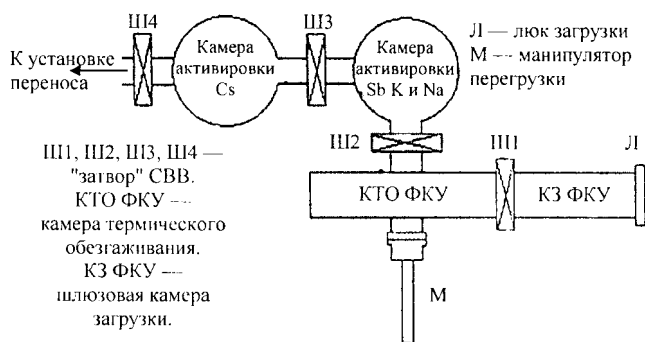 Ш4
Ш3
К установке
переноса
Камера
активировки
Cs
Камера
активировки
Sb K и Na
Л — люк загрузки
М — манипулятор
перегрузки
Ш2
Ш1
Л
КТО ФКУ
КЗ ФКУ
Ш1, Ш2, Ш3, Ш4 —
"затвор" СВВ.
КТО ФКУ —
камера термического
обезгаживания.
КЗ ФКУ —
шлюзовая камера
загрузки.
М